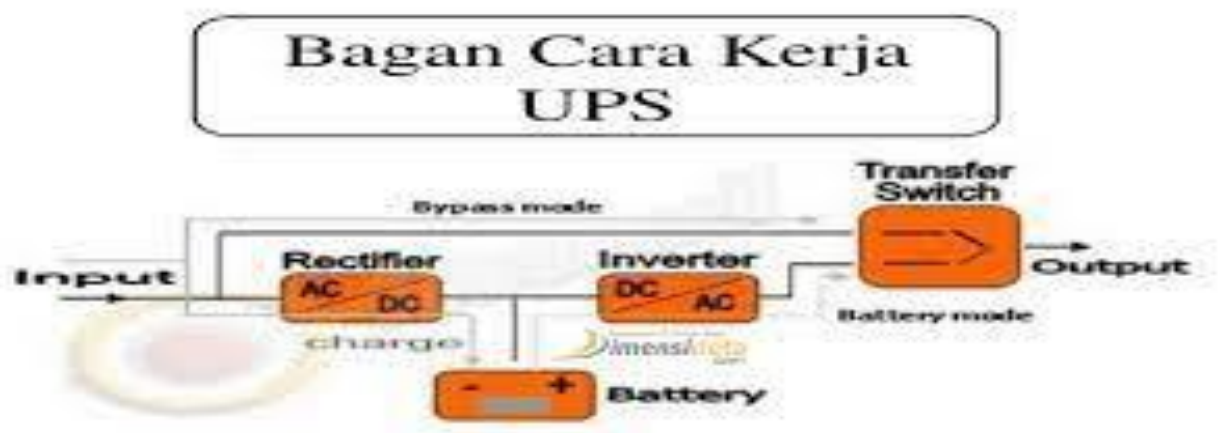 Bagan Cara Kerja
UPS
Transfer
Switch
Bypass mode
Rectifier
Inverter
Input
AC
DC
DC
AC
Output
Battery mode
charge
- +
Battery